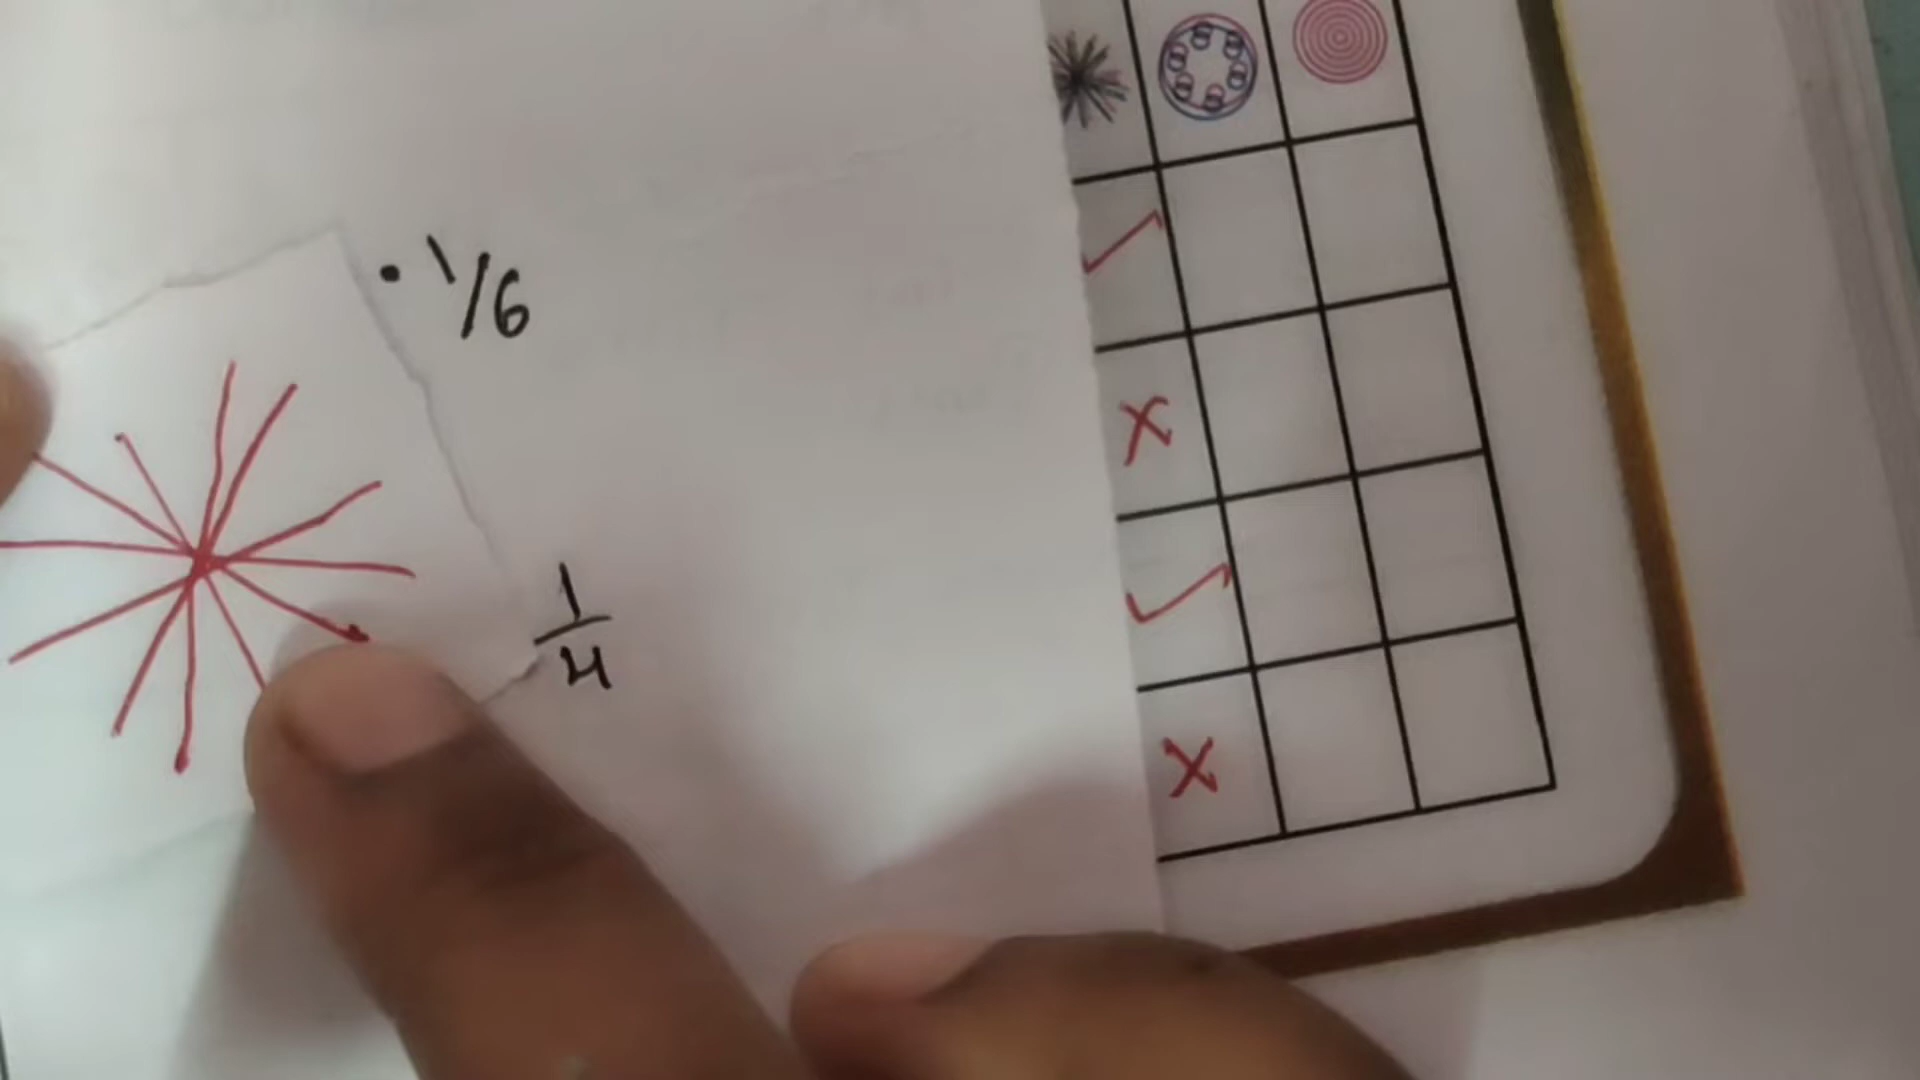 1/6
1/4
✓
x
✓
x